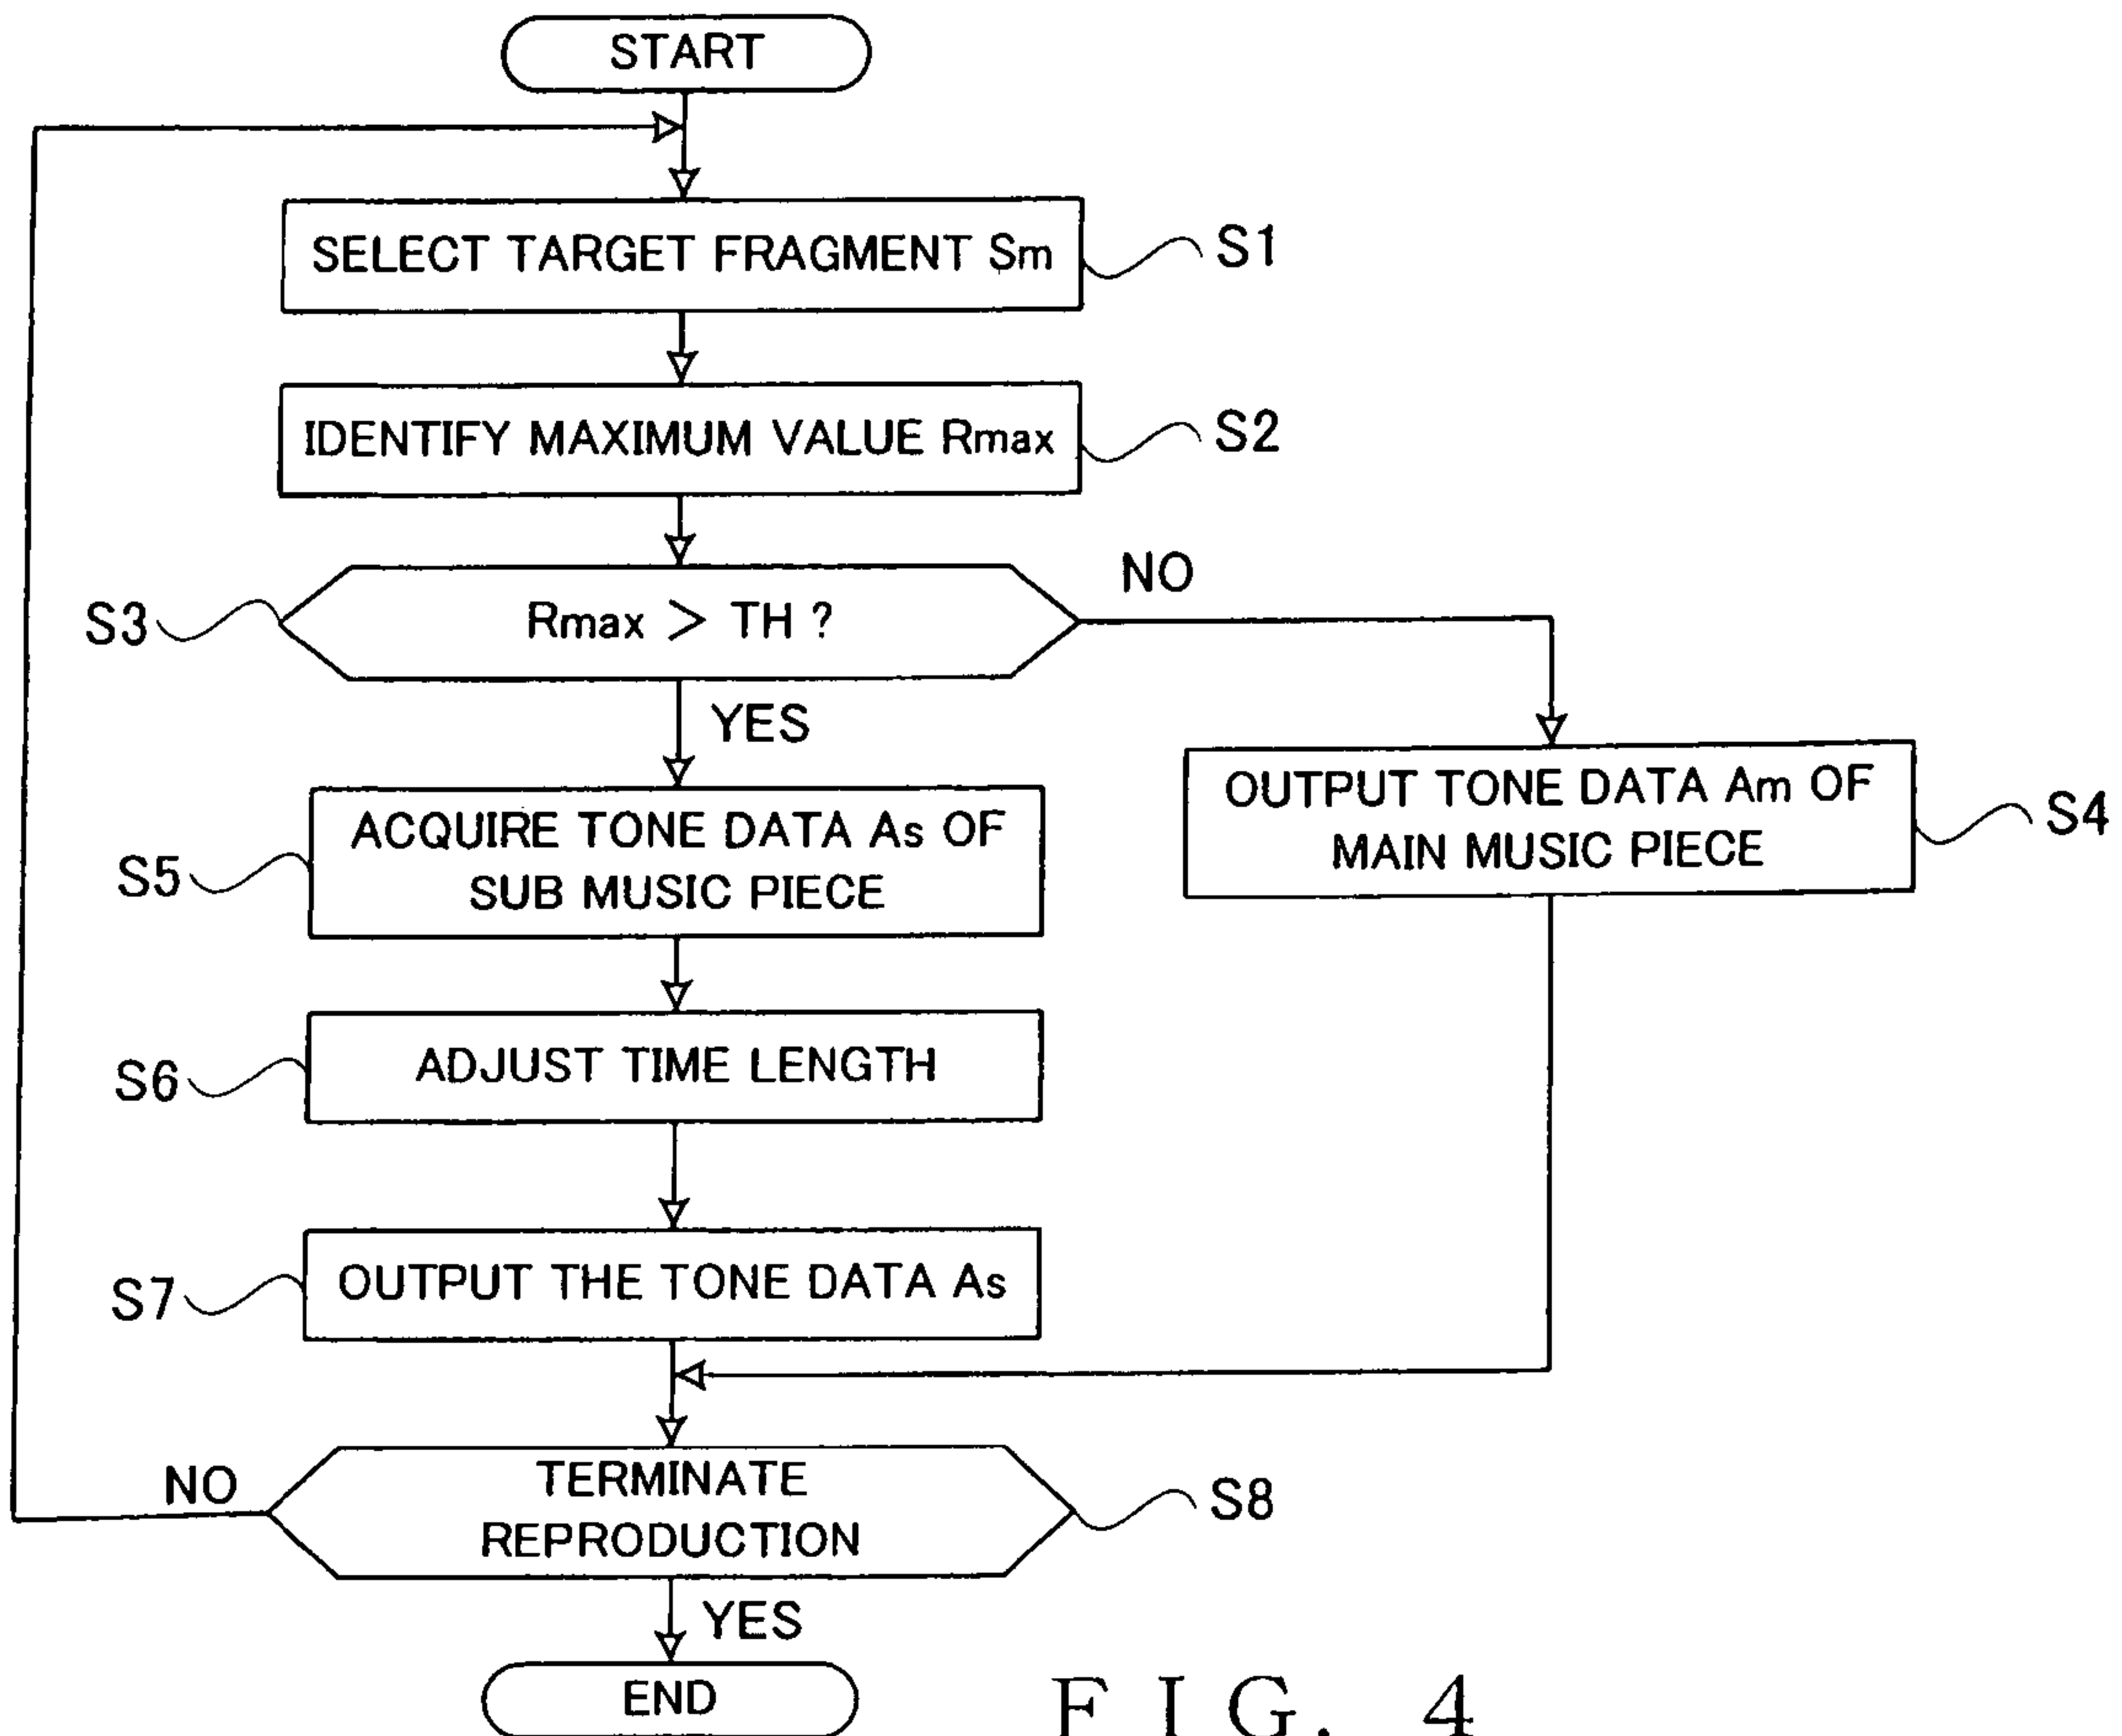 START
SELECT TARGET FRAGMENT Sm
S1
IDENTIFY MAXIMUM VALUE Rmax
S2
NO
S3
Rmax > TH ?
YES
OUTPUT TONE DATA Am OF
MAIN MUSIC PIECE
S4
ACQUIRE TONE DATA As OF
SUB MUSIC PIECE
S5
ADJUST TIME LENGTH
S6
OUTPUT THE TONE DATA As
S7
NO
TERMINATE
REPRODUCTION
S8
YES
END
FIG. 4